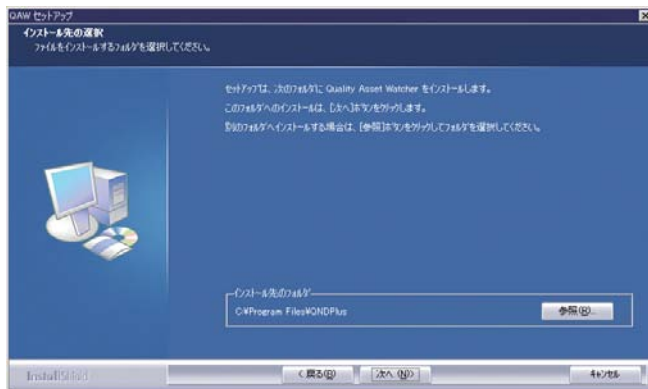 QAW セットアップ
インストール先の選択
ファイルをインストールするフォルダを選択してください。
セットアップは、次のフォルダに Quality Asset Watcher をインストールします。
このフォルダへのインストールは、[次へ]ボタンをクリックします。
別のフォルダへインストールする場合は、[参照]ボタンをクリックしてフォルダを選択してください。
インストール先のフォルダ
C:¥Program Files¥QNDPlus
参照(R)...
InstallShield
< 戻る(B)
次へ (N)>
キャンセル